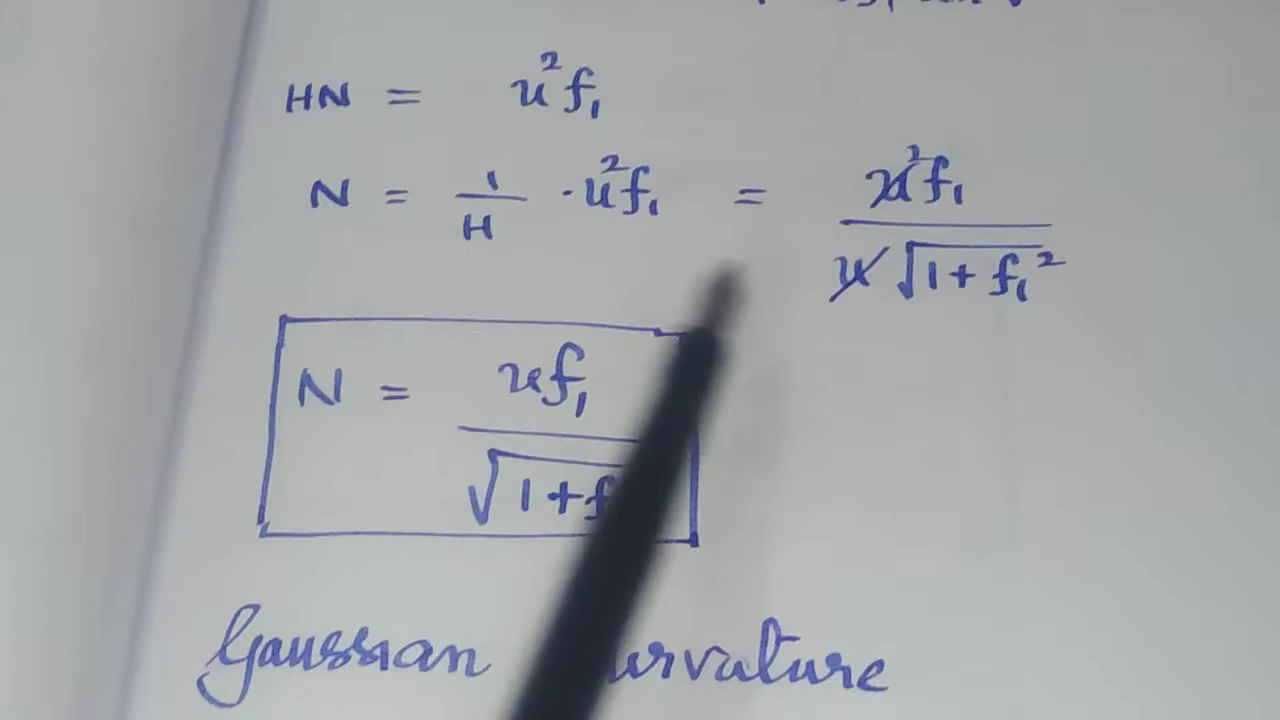 HN = u²f₁
N = 1/H · u²f₁ = u²f₁ / u√1+f₁²
N = uf₁ / √1+f
Gaussian